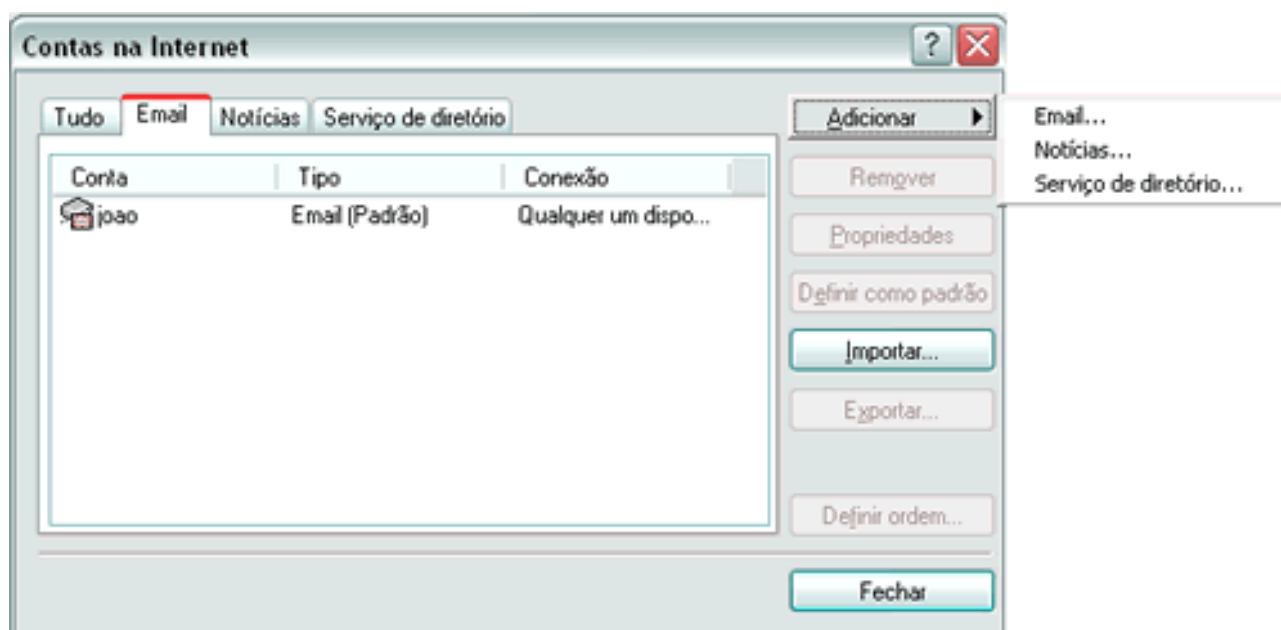 Contas na Internet
?
Tudo Email Notícias Serviço de diretório
Conta Tipo Conexão
joao Email (Padrão) Qualquer um dispo...
Adicionar
Remover
Propriedades
Definir como padrão
Importar...
Exportar...
Definir ordem...
Fechar
Email...
Notícias...
Serviço de diretório...